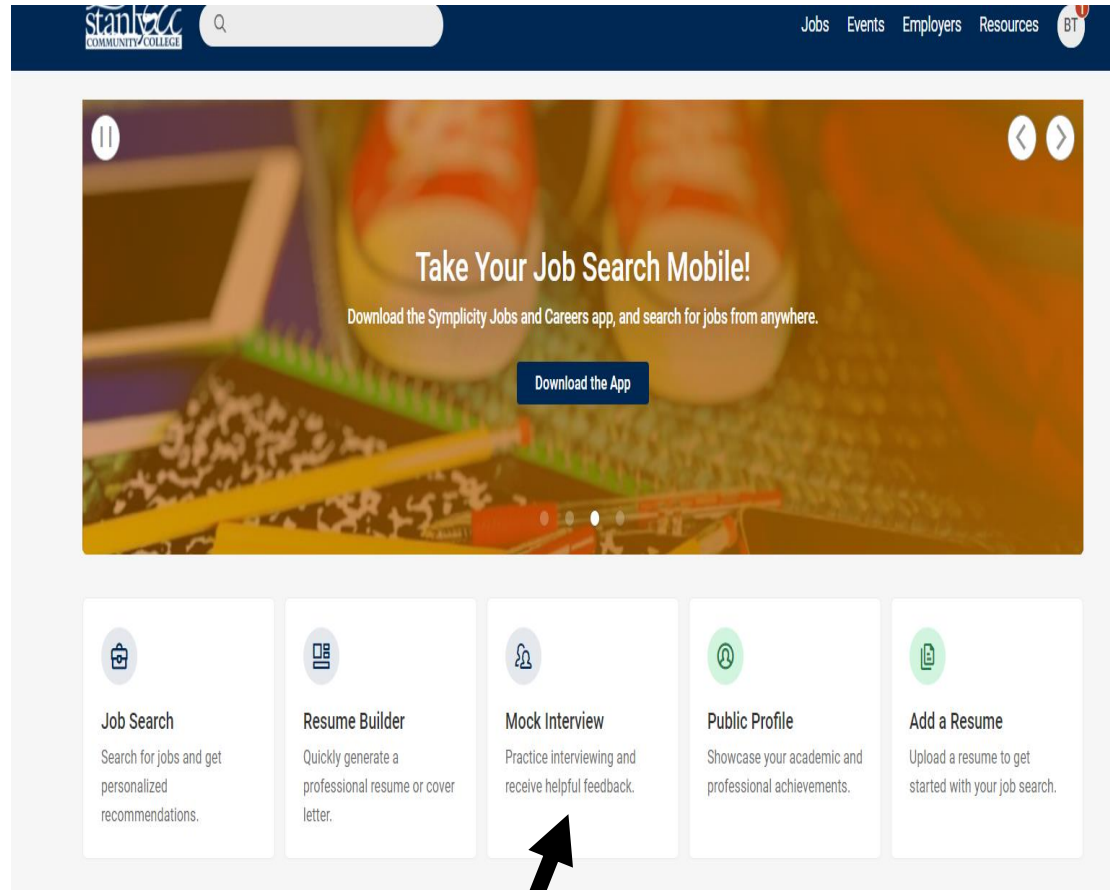 Stanly CC
COMMUNITY COLLEGE
Jobs Events Employers Resources BT
Take Your Job Search Mobile!
Download the Symplicity Jobs and Careers app, and search for jobs from anywhere.
Download the App
Job Search
Search for jobs and get
personalized
recommendations.
Resume Builder
Quickly generate a
professional resume or cover
letter.
Mock Interview
Practice interviewing and
receive helpful feedback.
Public Profile
Showcase your academic and
professional achievements.
Add a Resume
Upload a resume to get
started with your job search.